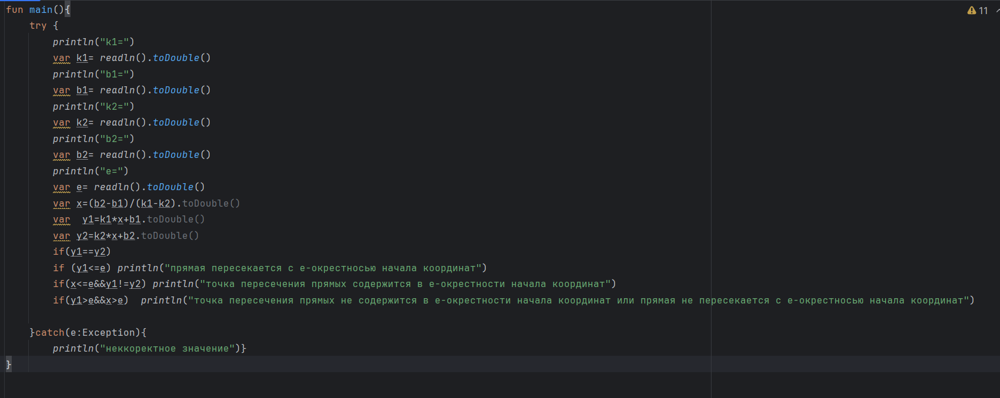 fun main(){
try {
println("k1=")
var k1= readln().toDouble()
println("b1=")
var b1= readln().toDouble()
println("k2=")
var k2= readln().toDouble()
println("b2=")
var b2= readln().toDouble()
println("e=")
var e= readln().toDouble()
var x=(b2-b1)/(k1-k2).toDouble()
var  y1=k1*x+b1.toDouble()
var y2=k2*x+b2.toDouble()
if(y1==y2)
if (y1<=e) println("прямая пересекается с е-окрестносью начала координат")
if(x<=e&&y1!=y2) println("точка пересечения прямых содержится в е-окрестности начала координат")
if(y1>e&&x>e)  println("точка пересечения прямых не содержится в е-окрестности начала координат или прямая не пересекается с е-окрестносью начала координат")
}catch(e:Exception){
println("неккоректное значение")}
}
11